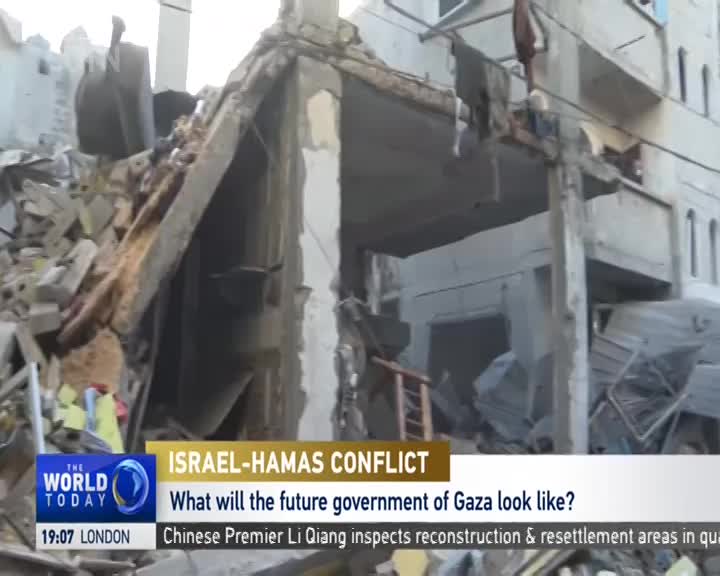 ISRAEL-HAMAS CONFLICT
THE
WORLD
TODAY
What will the future government of Gaza look like?
19:07 LONDON
Chinese Premier Li Qiang inspects reconstruction & resettlement areas in qua